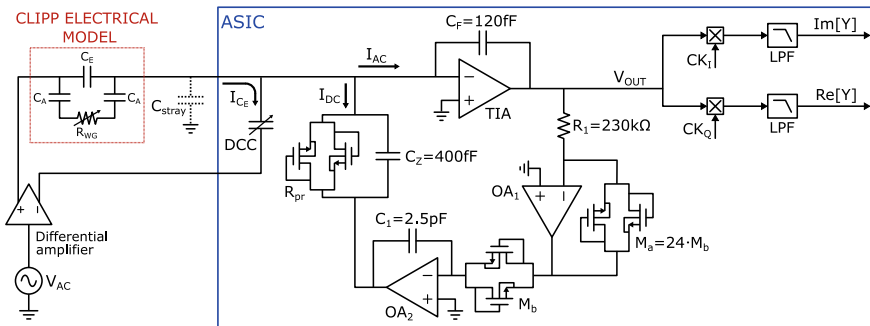 CLIPP ELECTRICAL
MODEL
ASIC
C_E
C_A
C_A
R_WG
C_stray
I_CE
DCC
I_DC
I_AC
C_F=120fF
TIA
V_OUT
CK_I
LPF
Im[Y]
CK_Q
LPF
Re[Y]
R_pr
C_Z=400fF
R_1=230kΩ
OA_1
M_a=24·M_b
C_1=2.5pF
OA_2
M_b
Differential
amplifier
V_AC